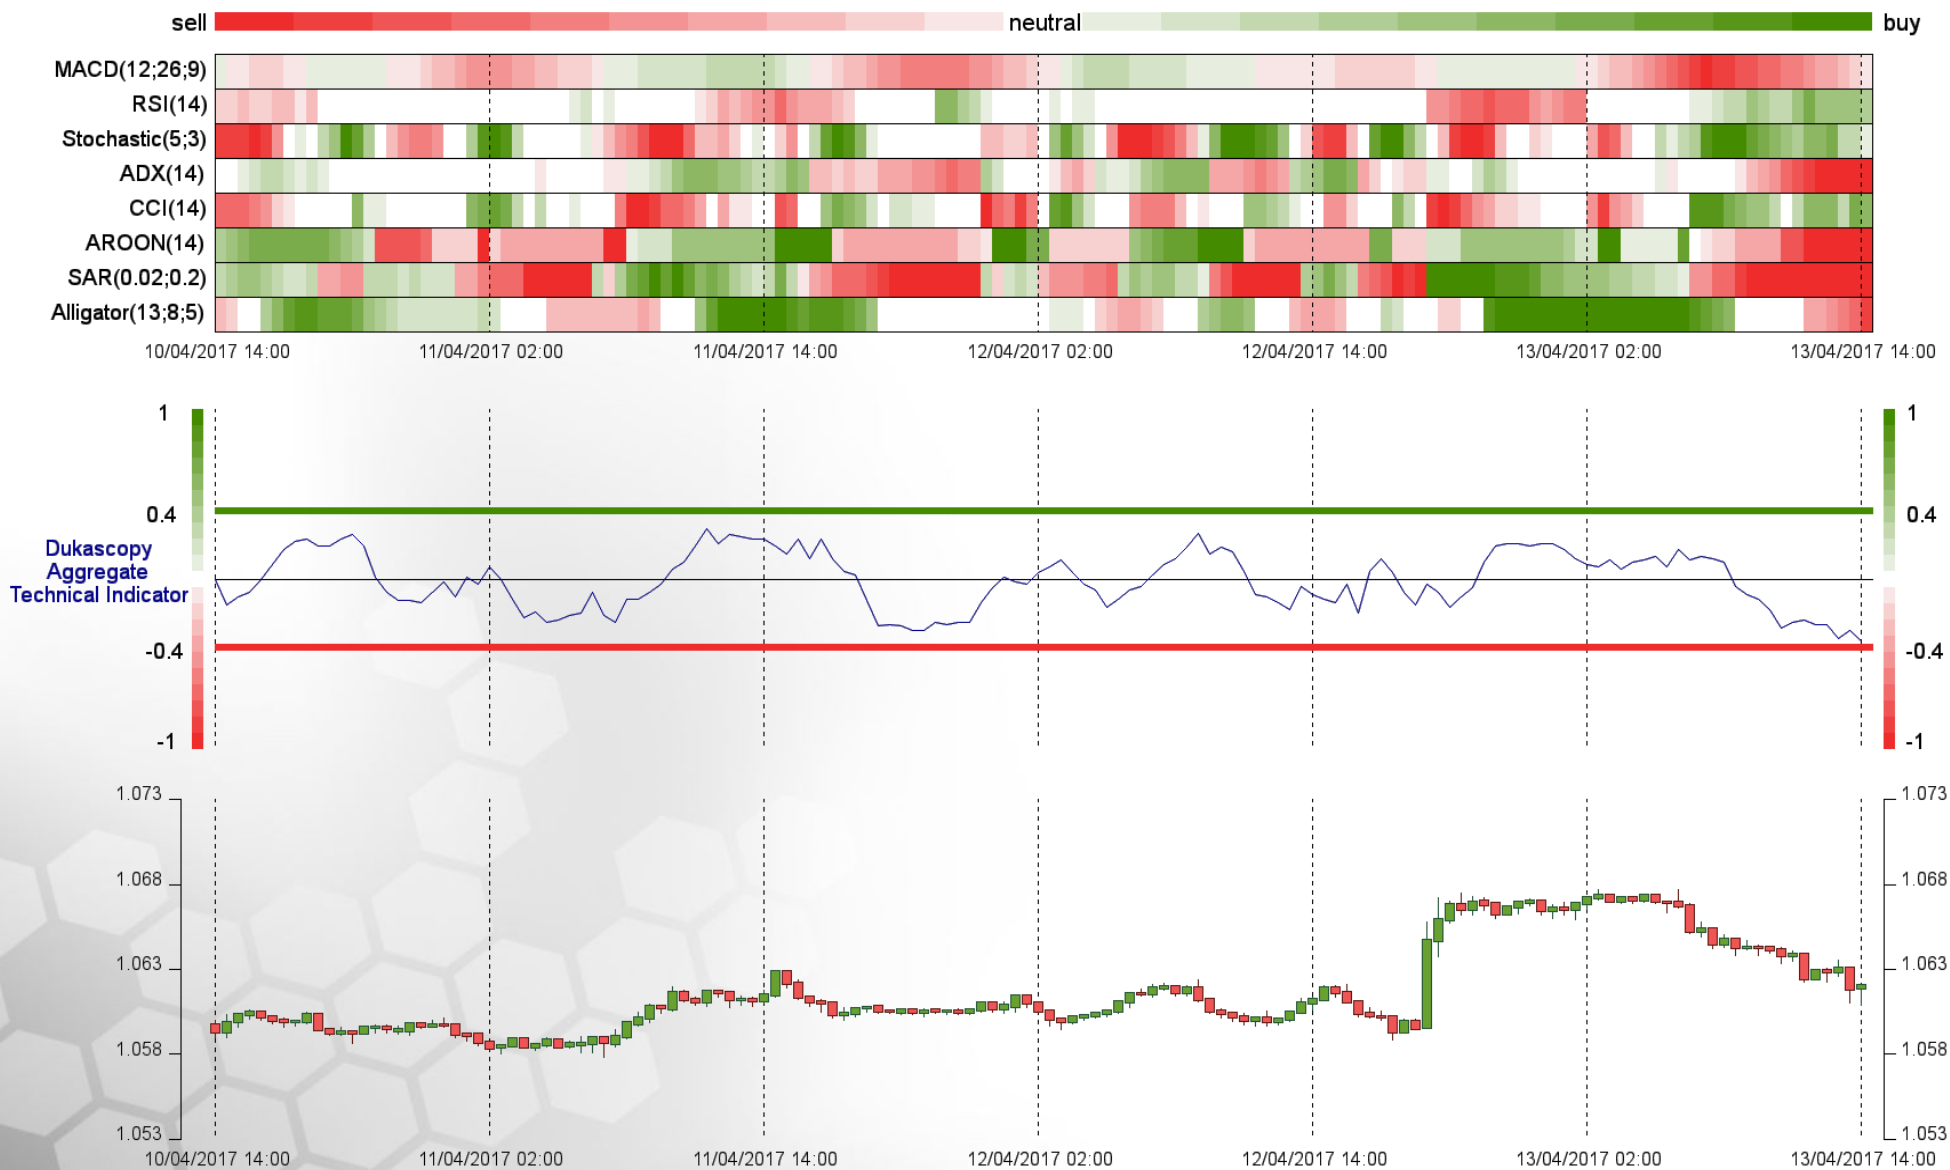 sell neutral buy
MACD(12;26;9)
RSI(14)
Stochastic(5;3)
ADX(14)
CCI(14)
AROON(14)
SAR(0.02;0.2)
Alligator(13;8;5)
10/04/2017 14:00 11/04/2017 02:00 11/04/2017 14:00 12/04/2017 02:00 12/04/2017 14:00 13/04/2017 02:00 13/04/2017 14:00
1 1
0.4 0.4
Dukascopy
Aggregate
Technical Indicator
-0.4 -0.4
-1 -1
1.073 1.073
1.068 1.068
1.063 1.063
1.058 1.058
1.053 1.053
10/04/2017 14:00 11/04/2017 02:00 11/04/2017 14:00 12/04/2017 02:00 12/04/2017 14:00 13/04/2017 02:00 13/04/2017 14:00